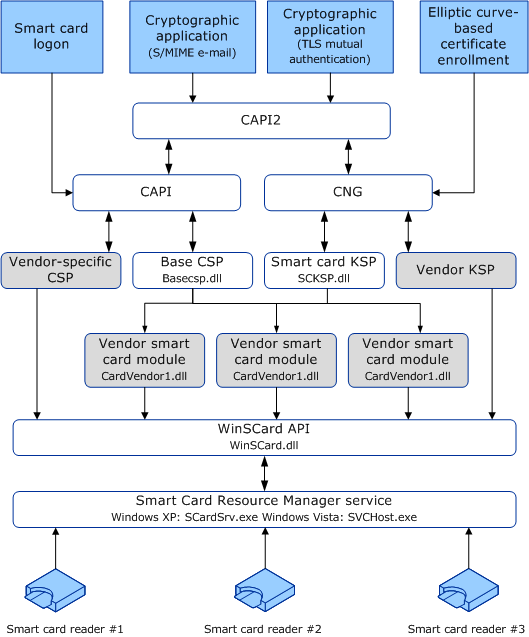 Smart card
logon
Cryptographic
application
(S/MIME e-mail)
Cryptographic
application
(TLS mutual
authentication)
Elliptic curve-
based
certificate
enrollment
CAPI2
CAPI
CNG
Vendor-specific
CSP
Base CSP
Basecsp.dll
Smart card KSP
SCKSP.dll
Vendor KSP
Vendor smart
card module
CardVendor1.dll
Vendor smart
card module
CardVendor1.dll
Vendor smart
card module
CardVendor1.dll
WinSCard API
WinSCard.dll
Smart Card Resource Manager service
Windows XP: SCardSrv.exe Windows Vista: SVCHost.exe
Smart card reader #1
Smart card reader #2
Smart card reader #3